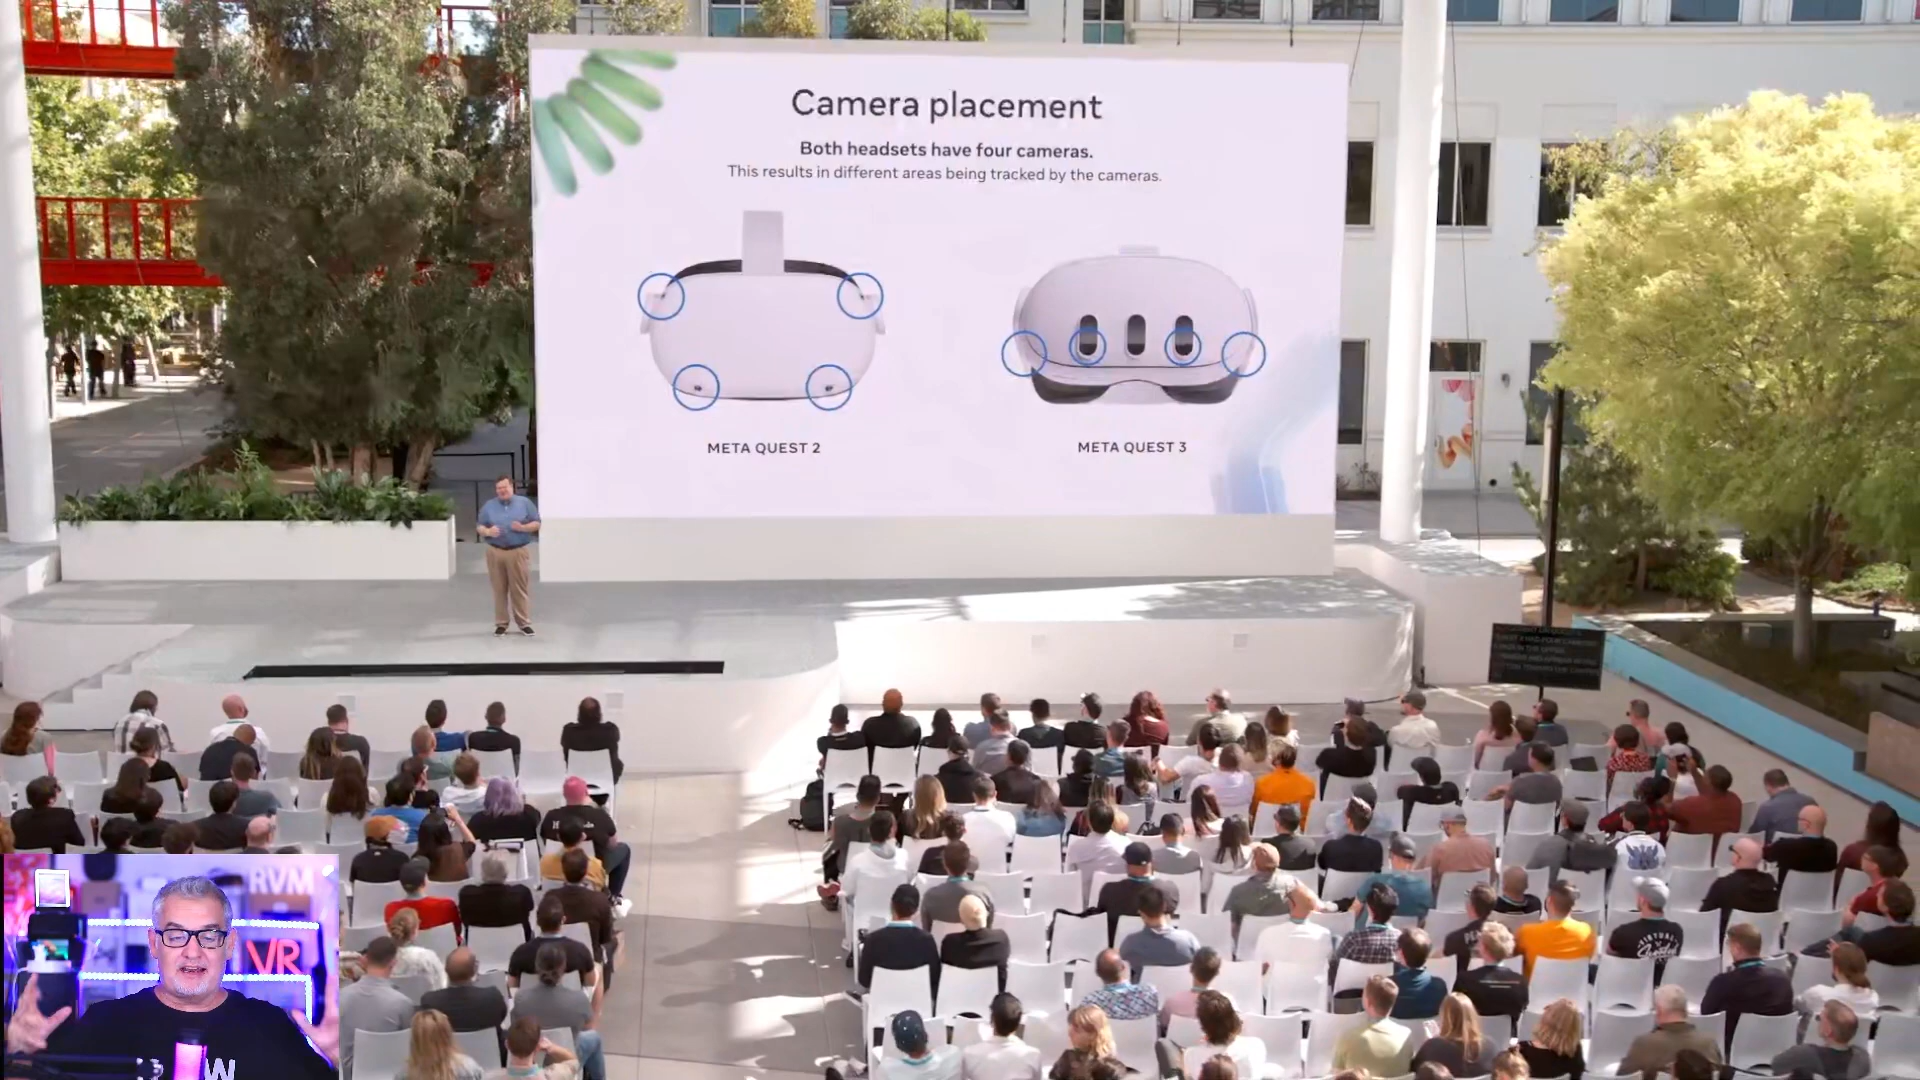 Camera placement
Both headsets have four cameras.
This results in different areas being tracked by the cameras.
META QUEST 2
META QUEST 3
RVM
VR
W